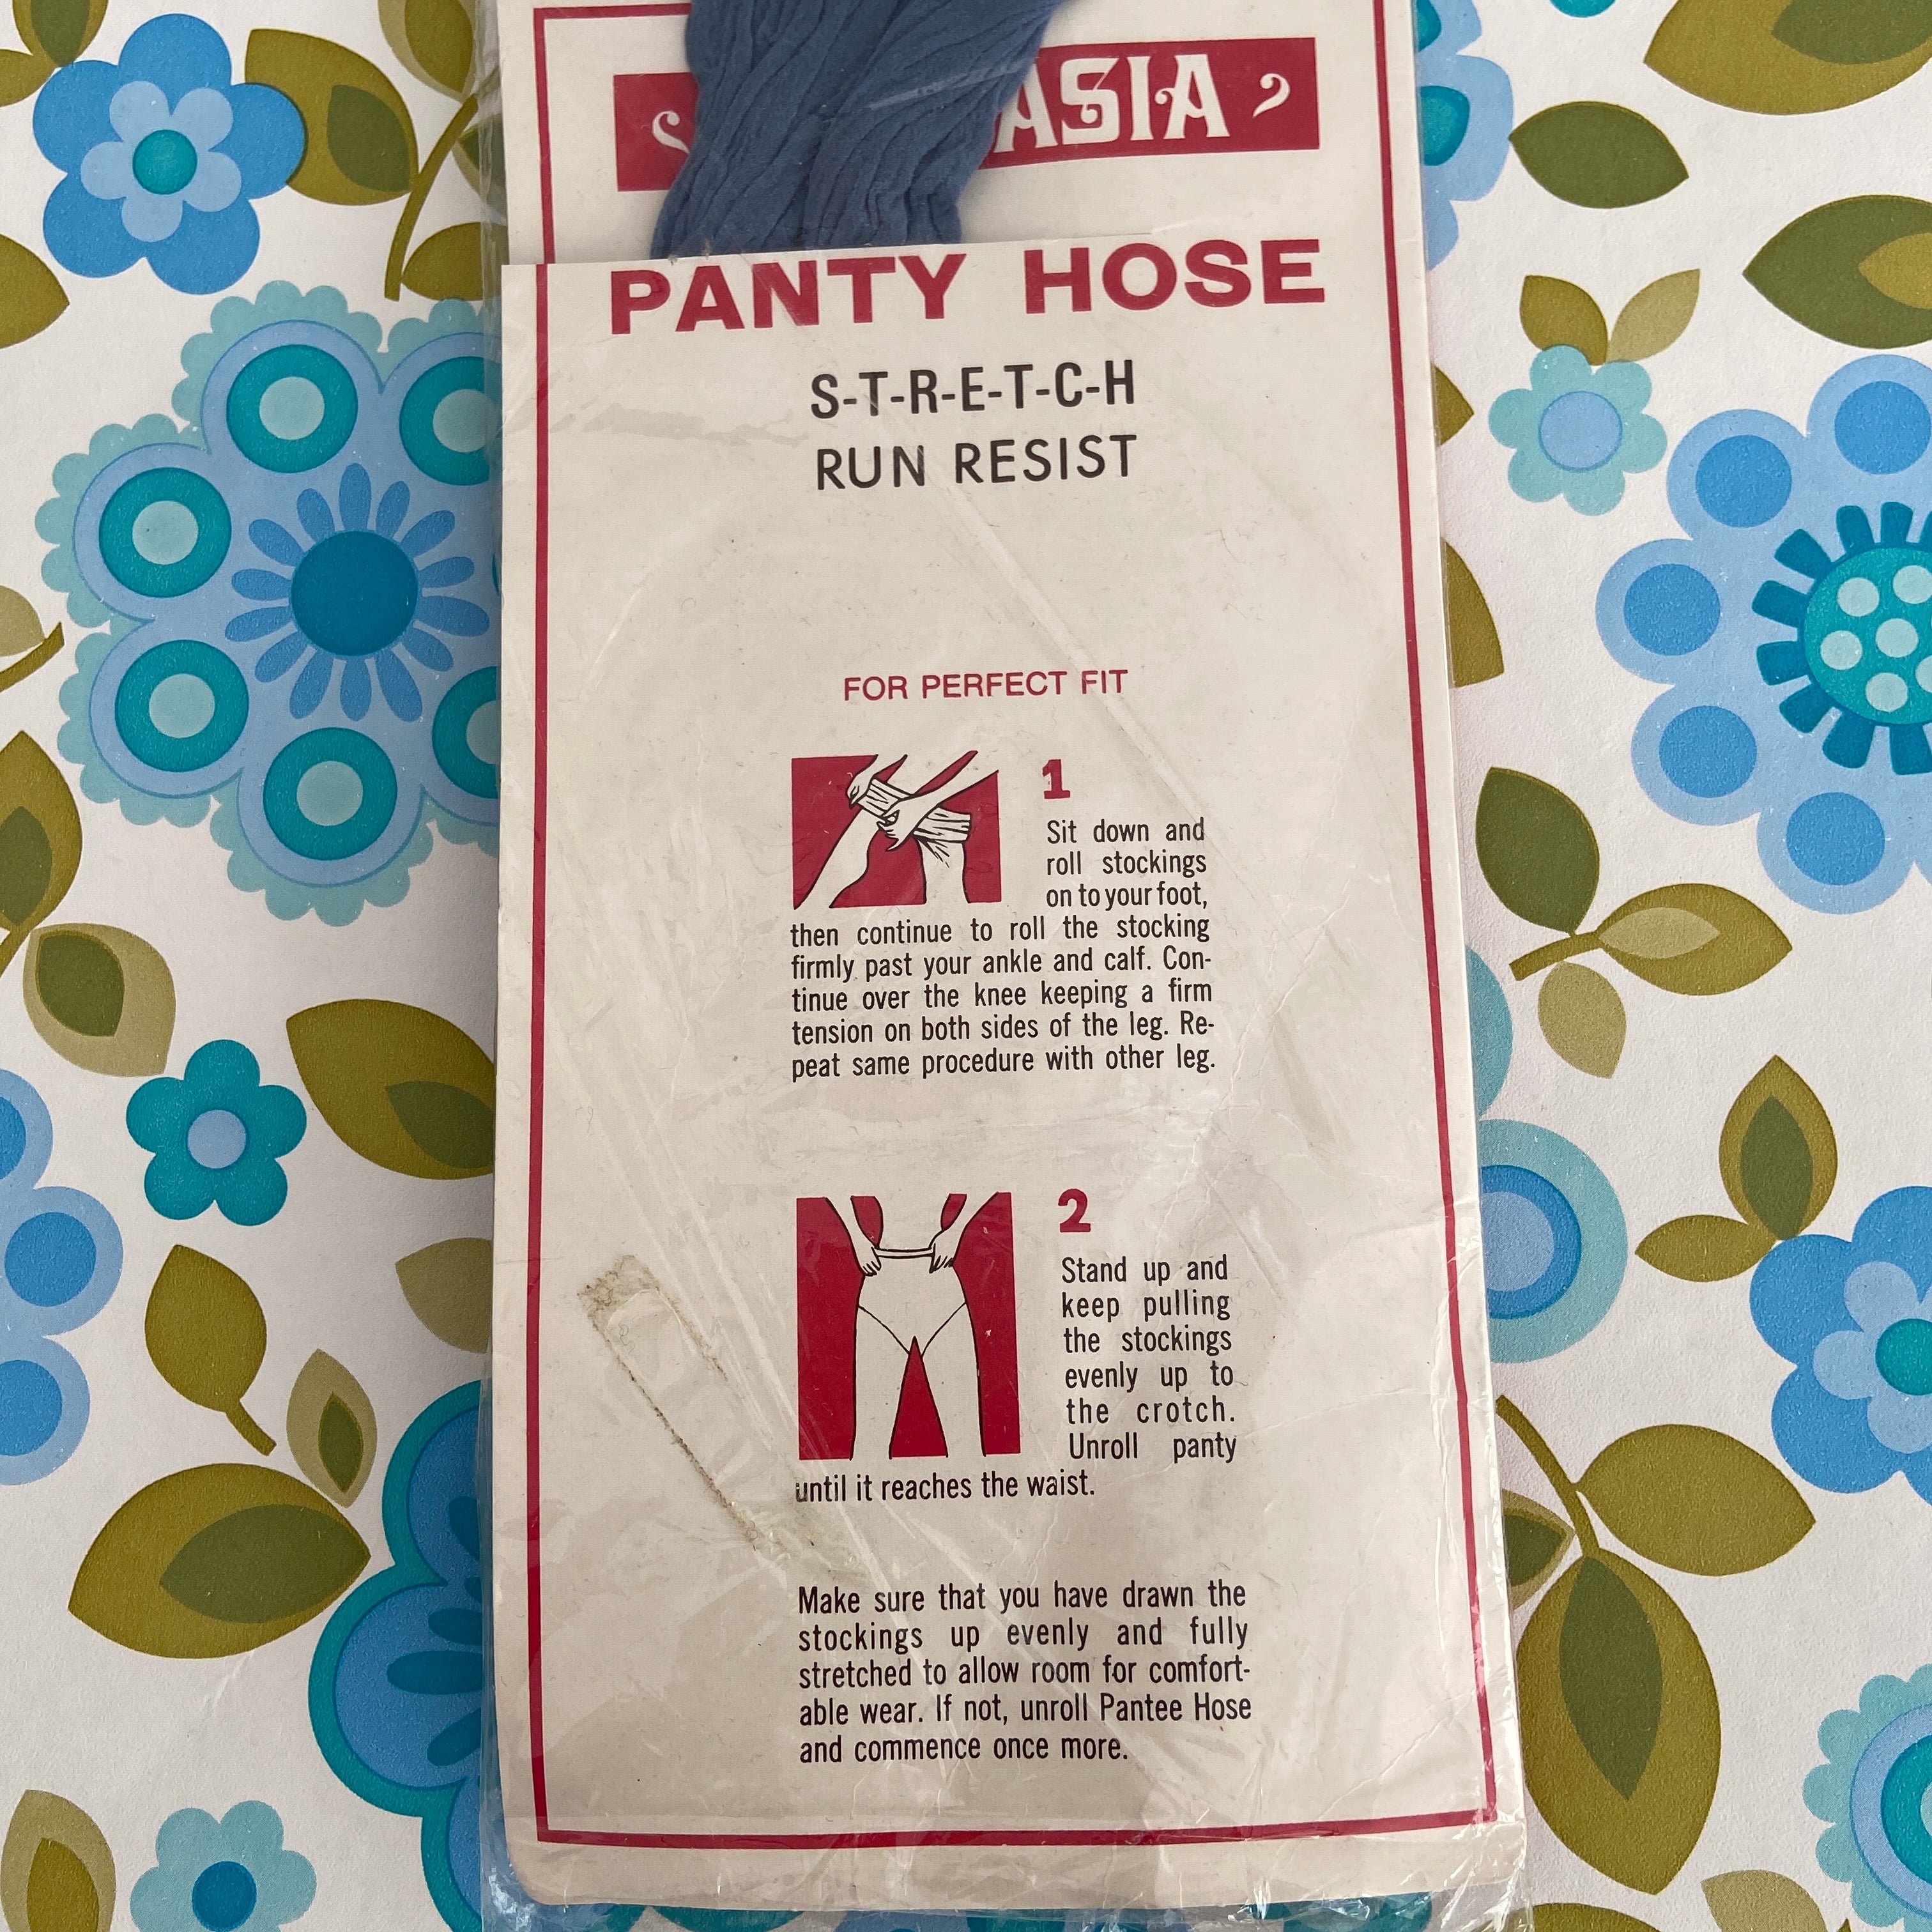 ASIA
PANTY HOSE
S-T-R-E-T-C-H
RUN RESIST
FOR PERFECT FIT
1
Sit down and
roll stockings
on to your foot,
then continue to roll the stocking
firmly past your ankle and calf. Con-
tinue over the knee keeping a firm
tension on both sides of the leg. Re-
peat same procedure with other leg.
2
Stand up and
keep pulling
the stockings
evenly up to
the crotch.
Unroll panty
until it reaches the waist.
Make sure that you have drawn the
stockings up evenly and fully
stretched to allow room for comfort-
able wear. If not, unroll Pantee Hose
and commence once more.